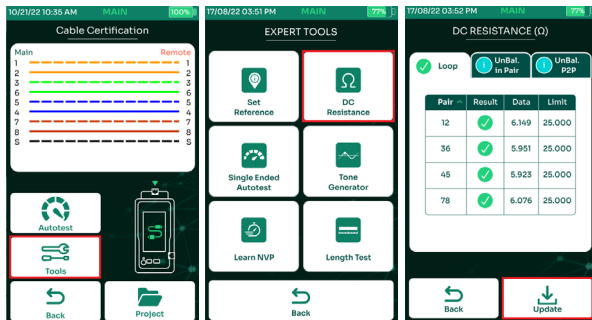 10/21/22 10:35 AM MAIN 100%
Cable Certification
Main Remote
1 1
2 2
3 3
6 6
5 5
4 4
7 7
8 8
S S
Autotest
Tools
Back
Project
17/08/22 03:51 PM MAIN 77%
EXPERT TOOLS
Set
Reference
DC
Resistance
Single Ended
Autotest
Tone
Generator
Learn NVP
Length Test
Back
17/08/22 03:52 PM MAIN 77%
DC RESISTANCE (Ω)
Loop
UnBal.
in Pair
UnBal.
P2P
Pair Result Data Limit
12 6.149 25.000
36 5.951 25.000
45 5.923 25.000
78 6.076 25.000
Back
Update